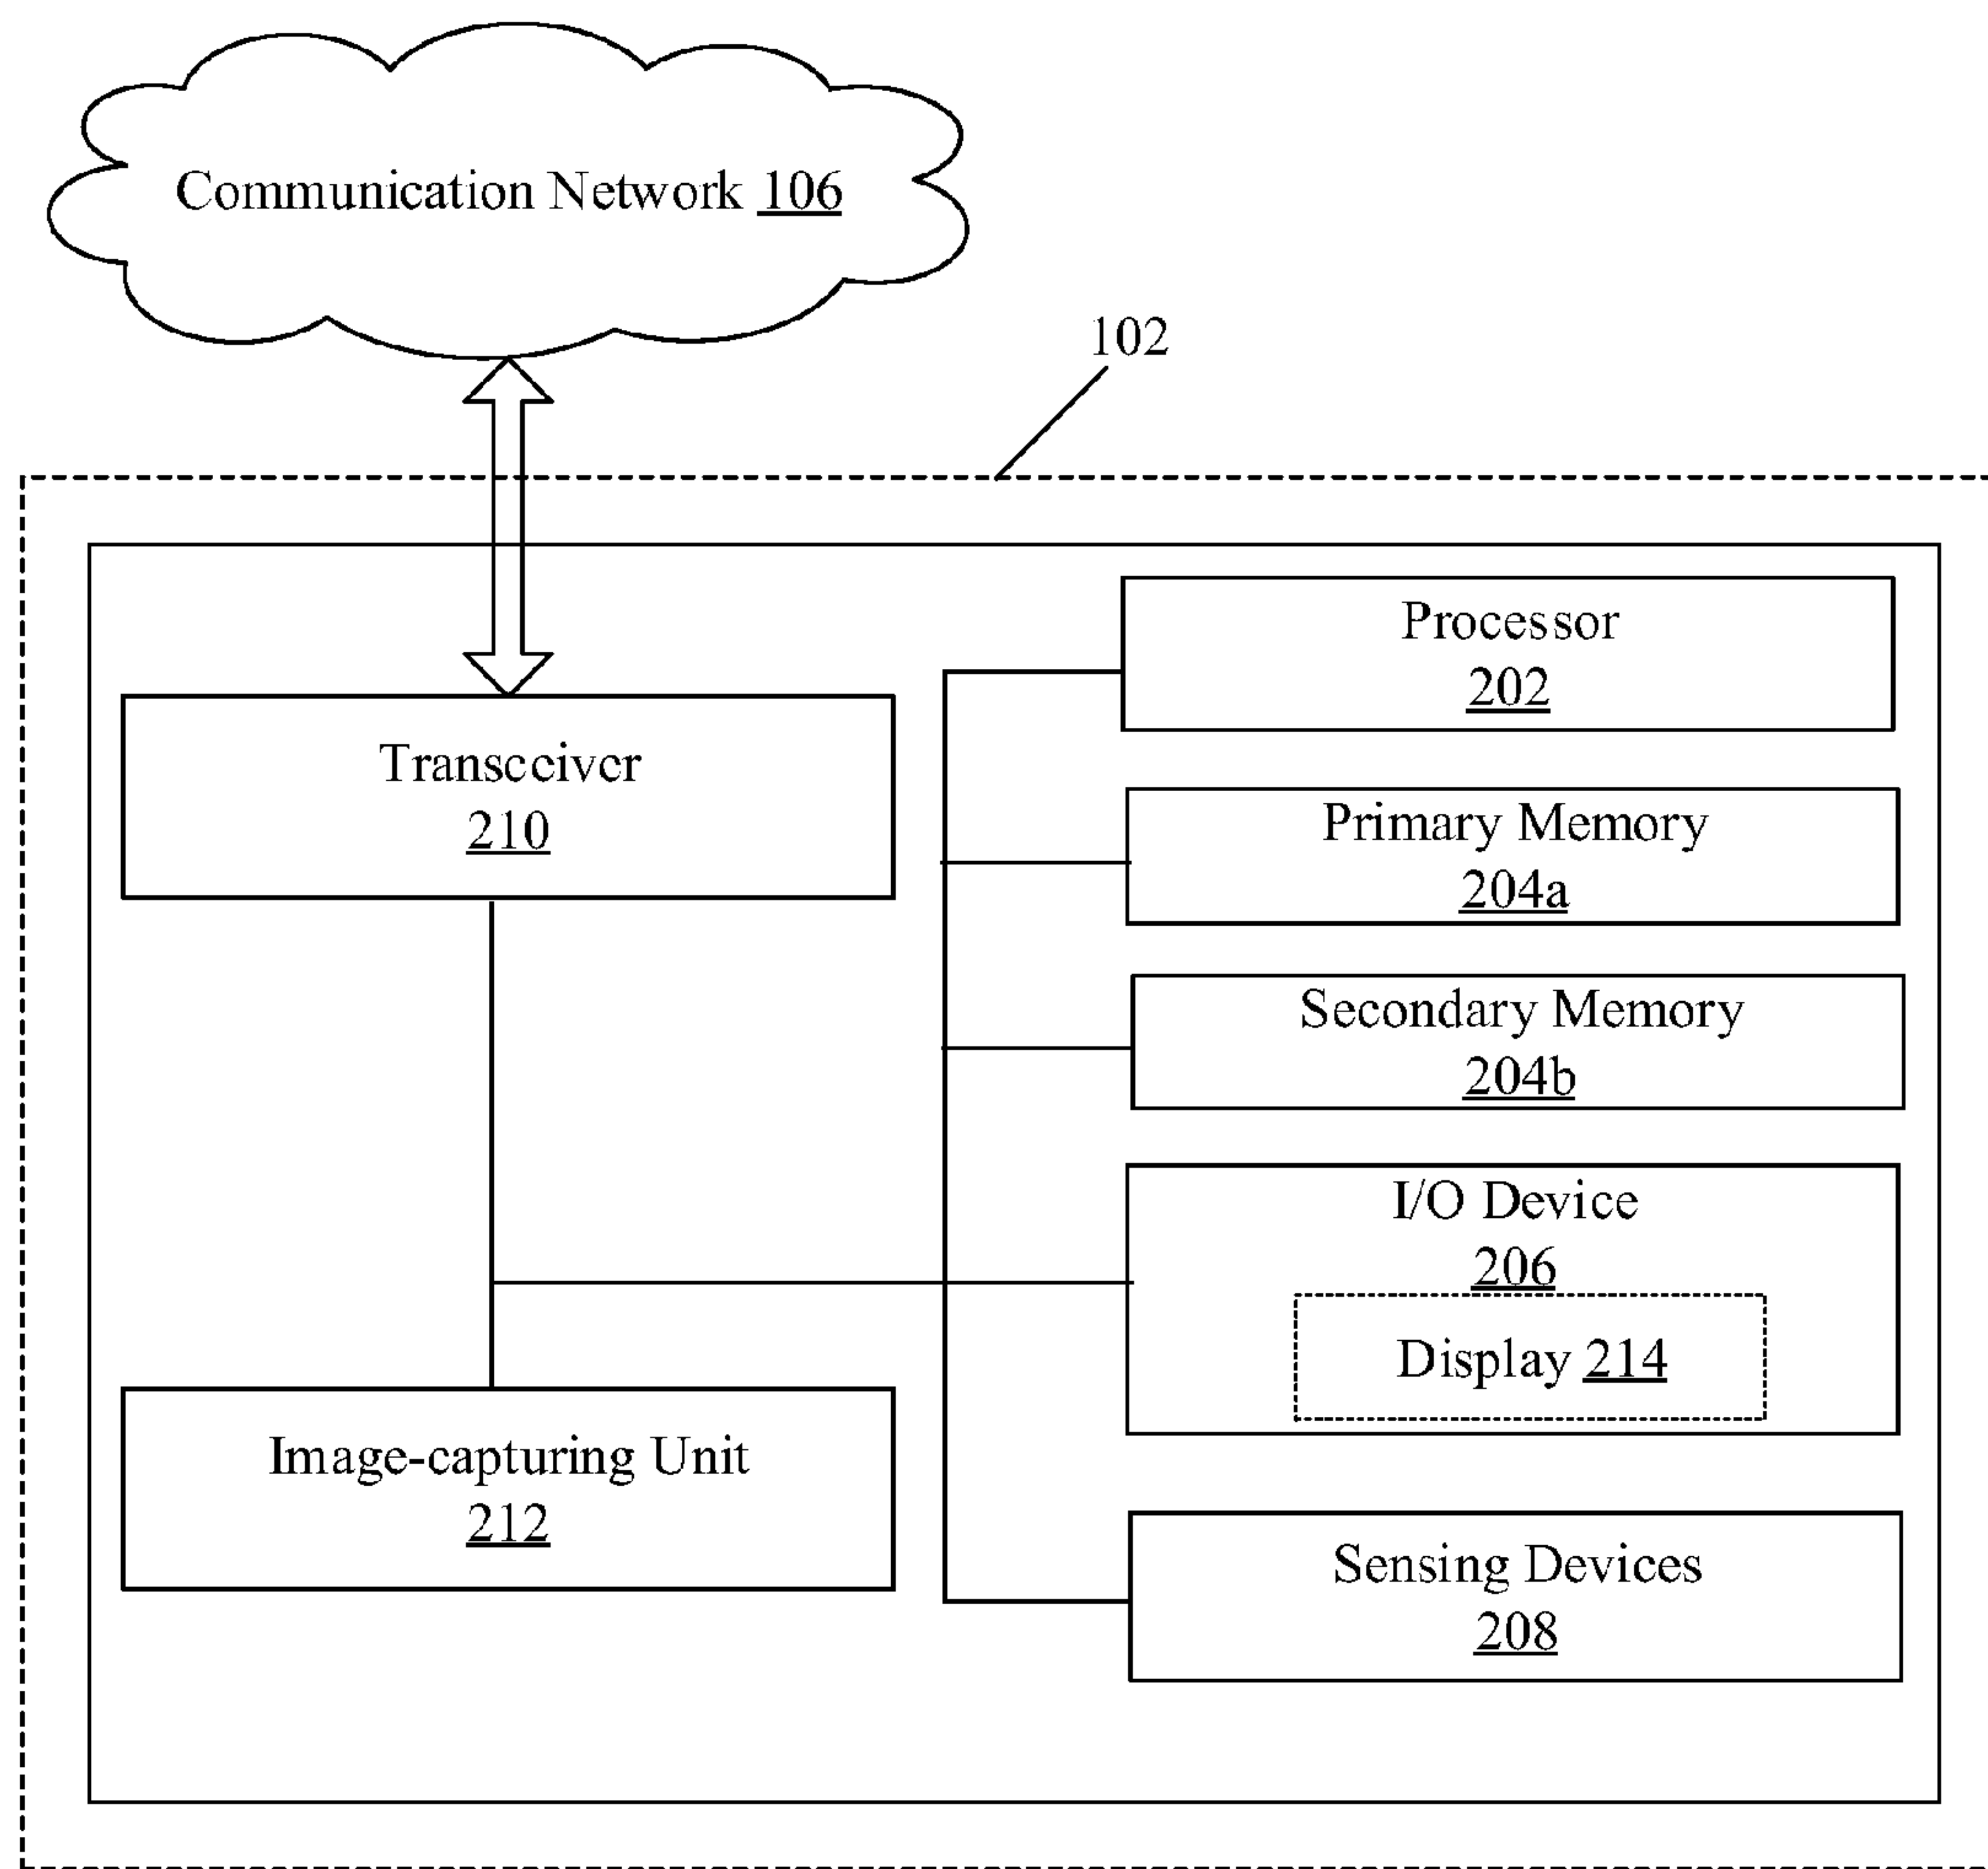 Communication Network 106
102
Processor
202
Transceiver
210
Primary Memory
204a
Secondary Memory
204b
I/O Device
206
Display 214
Image-capturing Unit
212
Sensing Devices
208